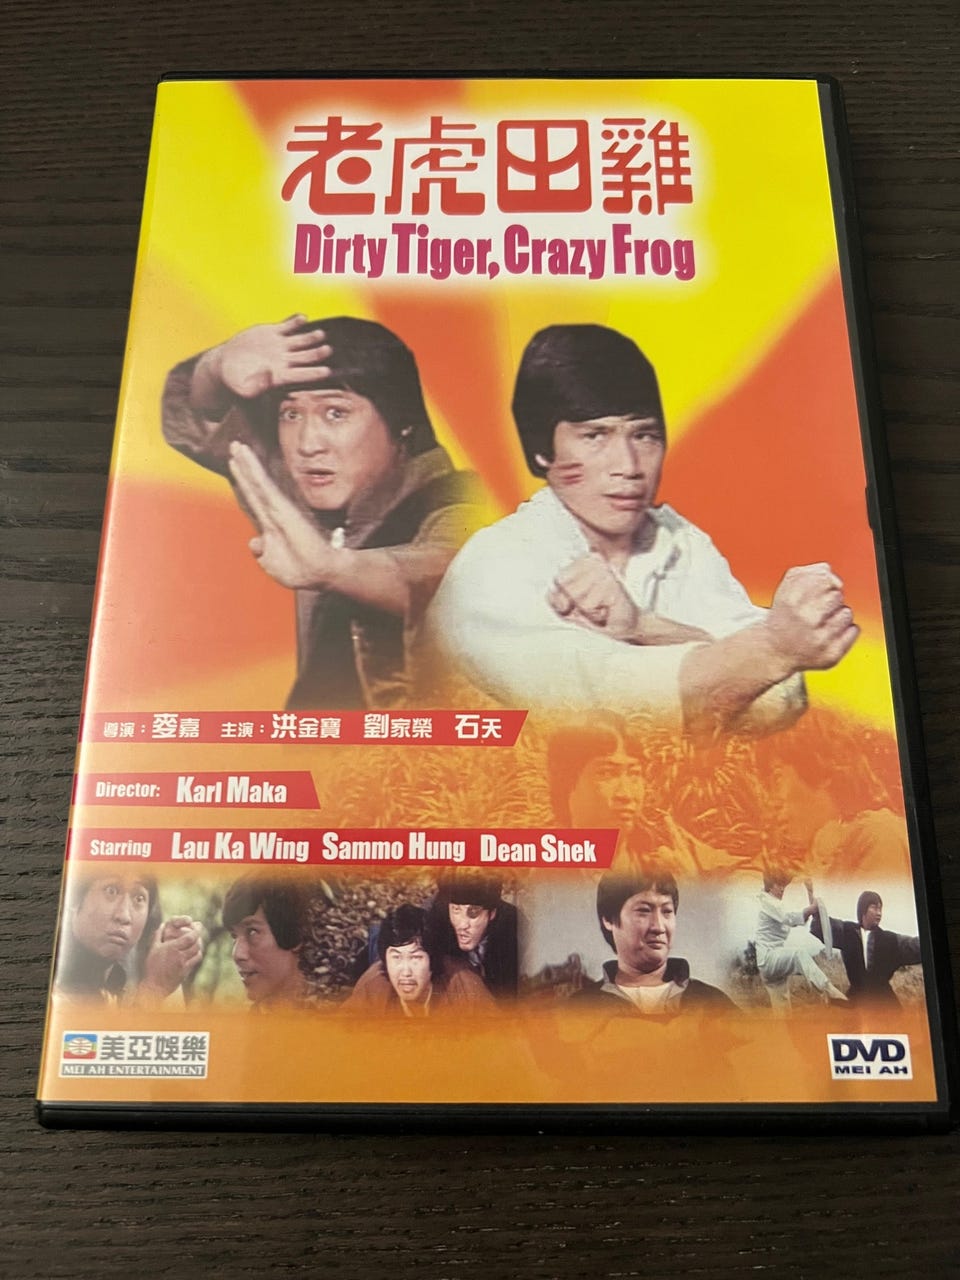 老虎田雞
Dirty Tiger, Crazy Frog
導演：麥嘉 主演：洪金寶 劉家榮 石天
Director: Karl Maka
Starring Lau Ka Wing Sammo Hung Dean Shek
美亞娛樂
MEI AH ENTERTAINMENT
DVD
MEI AH